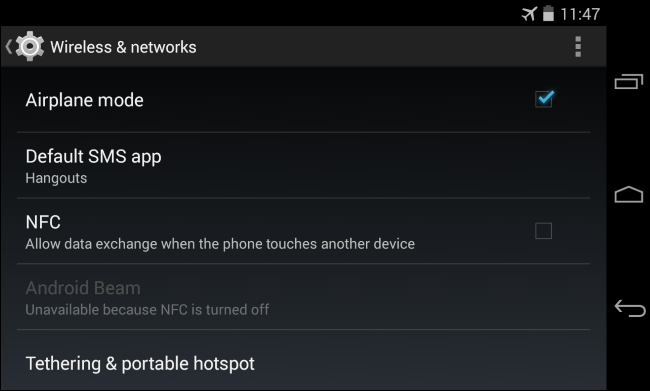 11:47
Wireless & networks
Airplane mode
Default SMS app
Hangouts
NFC
Allow data exchange when the phone touches another device
Android Beam
Unavailable because NFC is turned off
Tethering & portable hotspot